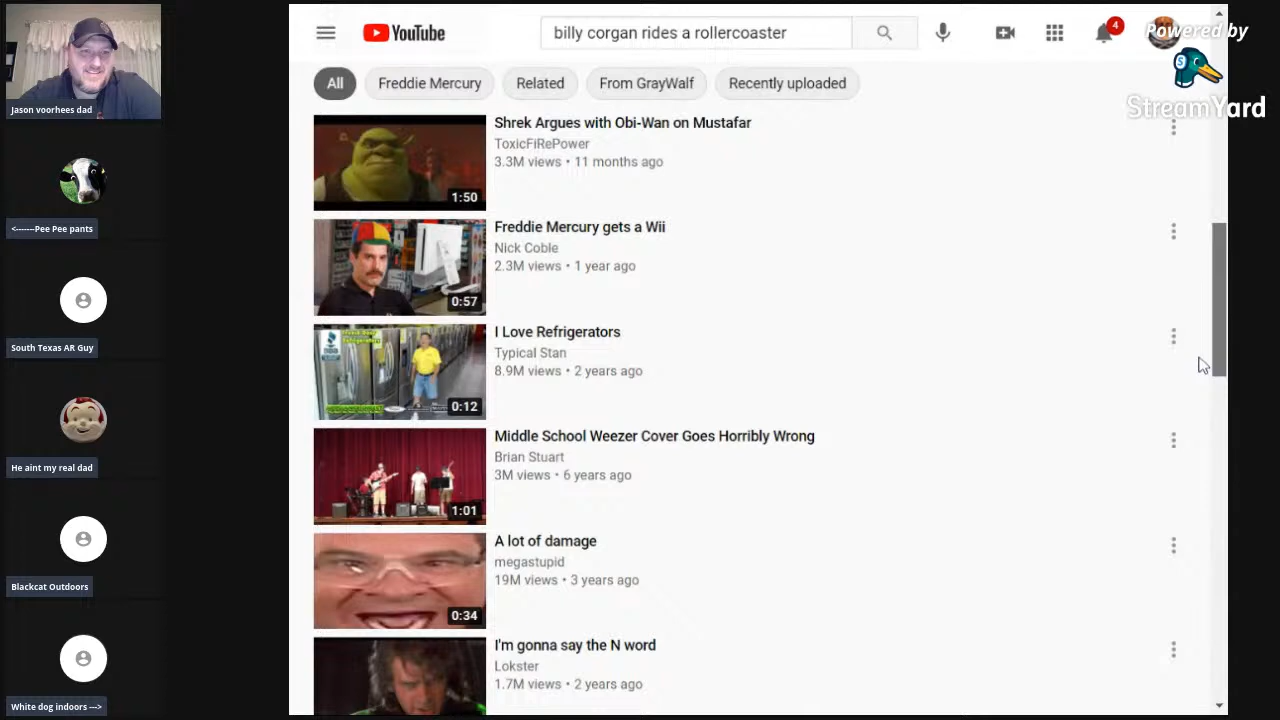 Jason voorhees dad
<------Pee Pee pants
South Texas AR Guy
He aint my real dad
Blackcat Outdoors
White dog indoors --->
YouTube
billy corgan rides a rollercoaster
4
Powered by
S
StreamYard
All
Freddie Mercury
Related
From GrayWalf
Recently uploaded
Shrek Argues with Obi-Wan on Mustafar
ToxicFiRePower
3.3M views • 11 months ago
1:50
Freddie Mercury gets a Wii
Nick Coble
2.3M views • 1 year ago
0:57
I Love Refrigerators
Typical Stan
8.9M views • 2 years ago
0:12
Middle School Weezer Cover Goes Horribly Wrong
Brian Stuart
3M views • 6 years ago
1:01
A lot of damage
megastupid
19M views • 3 years ago
0:34
I'm gonna say the N word
Lokster
1.7M views • 2 years ago